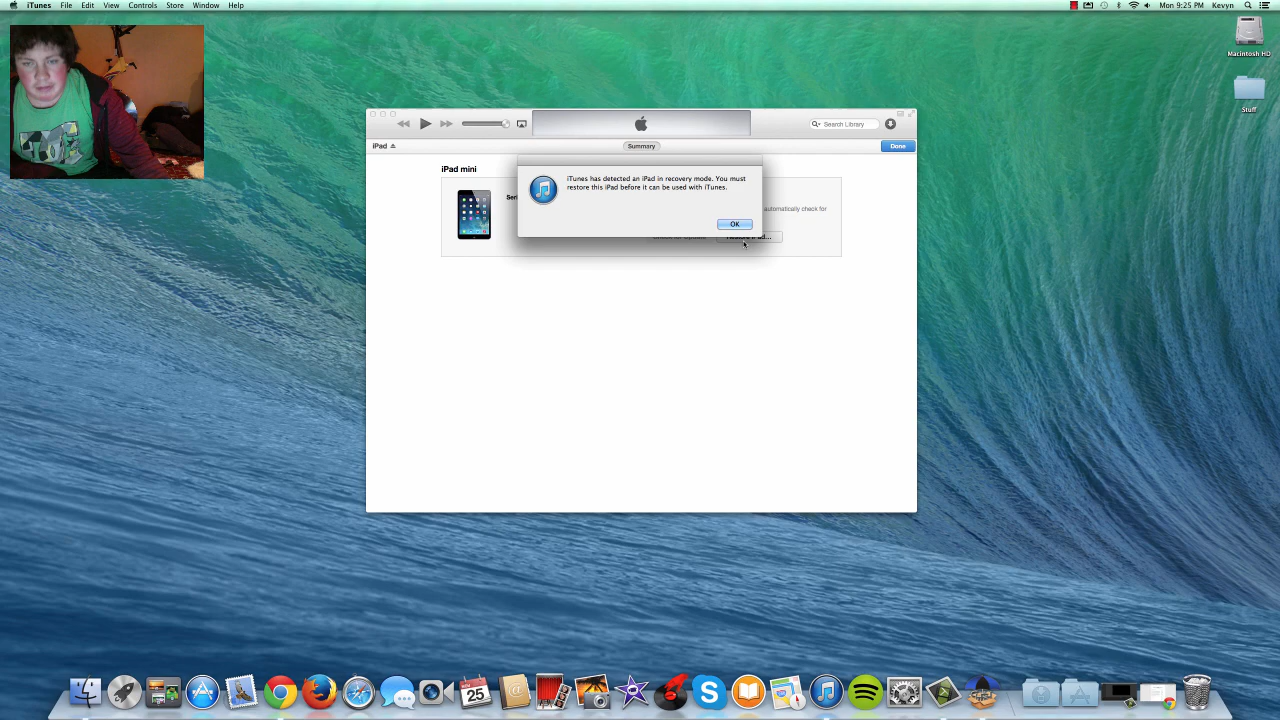 iTunes File Edit View Controls Store Window Help
Mon 9:25 PM Kevyn
Macintosh HD
Stuff
Search Library
iPad
Summary
Done
iPad mini
iTunes has detected an iPad in recovery mode. You must
restore this iPad before it can be used with iTunes.
automatically check for
OK
25